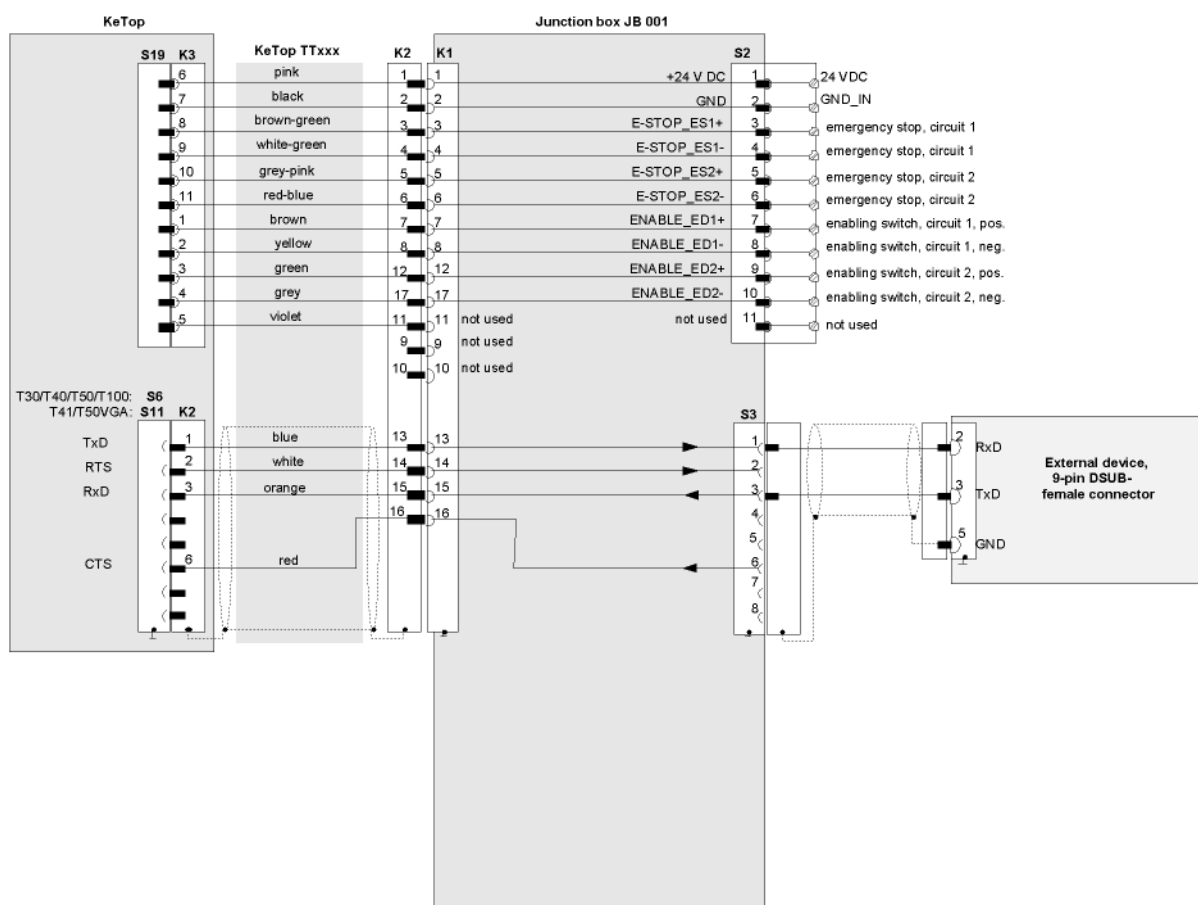 KeTop
Junction box JB 001
S19 K3 KeTop TTxxx K2 K1 S2
6 pink 1 1 +24 V DC 1 24 VDC
7 black 2 2 GND 2 GND_IN
8 brown-green 3 3 E-STOP_ES1+ 3 emergency stop, circuit 1
9 white-green 4 4 E-STOP_ES1- 4 emergency stop, circuit 1
10 grey-pink 5 5 E-STOP_ES2+ 5 emergency stop, circuit 2
11 red-blue 6 6 E-STOP_ES2- 6 emergency stop, circuit 2
1 brown 7 7 ENABLE_ED1+ 7 enabling switch, circuit 1, pos.
2 yellow 8 8 ENABLE_ED1- 8 enabling switch, circuit 1, neg.
3 green 12 12 ENABLE_ED2+ 9 enabling switch, circuit 2, pos.
4 grey 17 17 ENABLE_ED2- 10 enabling switch, circuit 2, neg.
5 violet 11 11 not used not used 11 not used
9 9 not used
10 10 not used
T30/T40/T50/T100: S6
T41/T50VGA: S11 K2 S3
TxD 1 blue 13 13 1 2 RxD
RTS 2 white 14 14 2
RxD 3 orange 15 15 3 3 TxD
16 16 4
5 5 GND
CTS 6 red 6
7
8
External device,
9-pin DSUB-
female connector